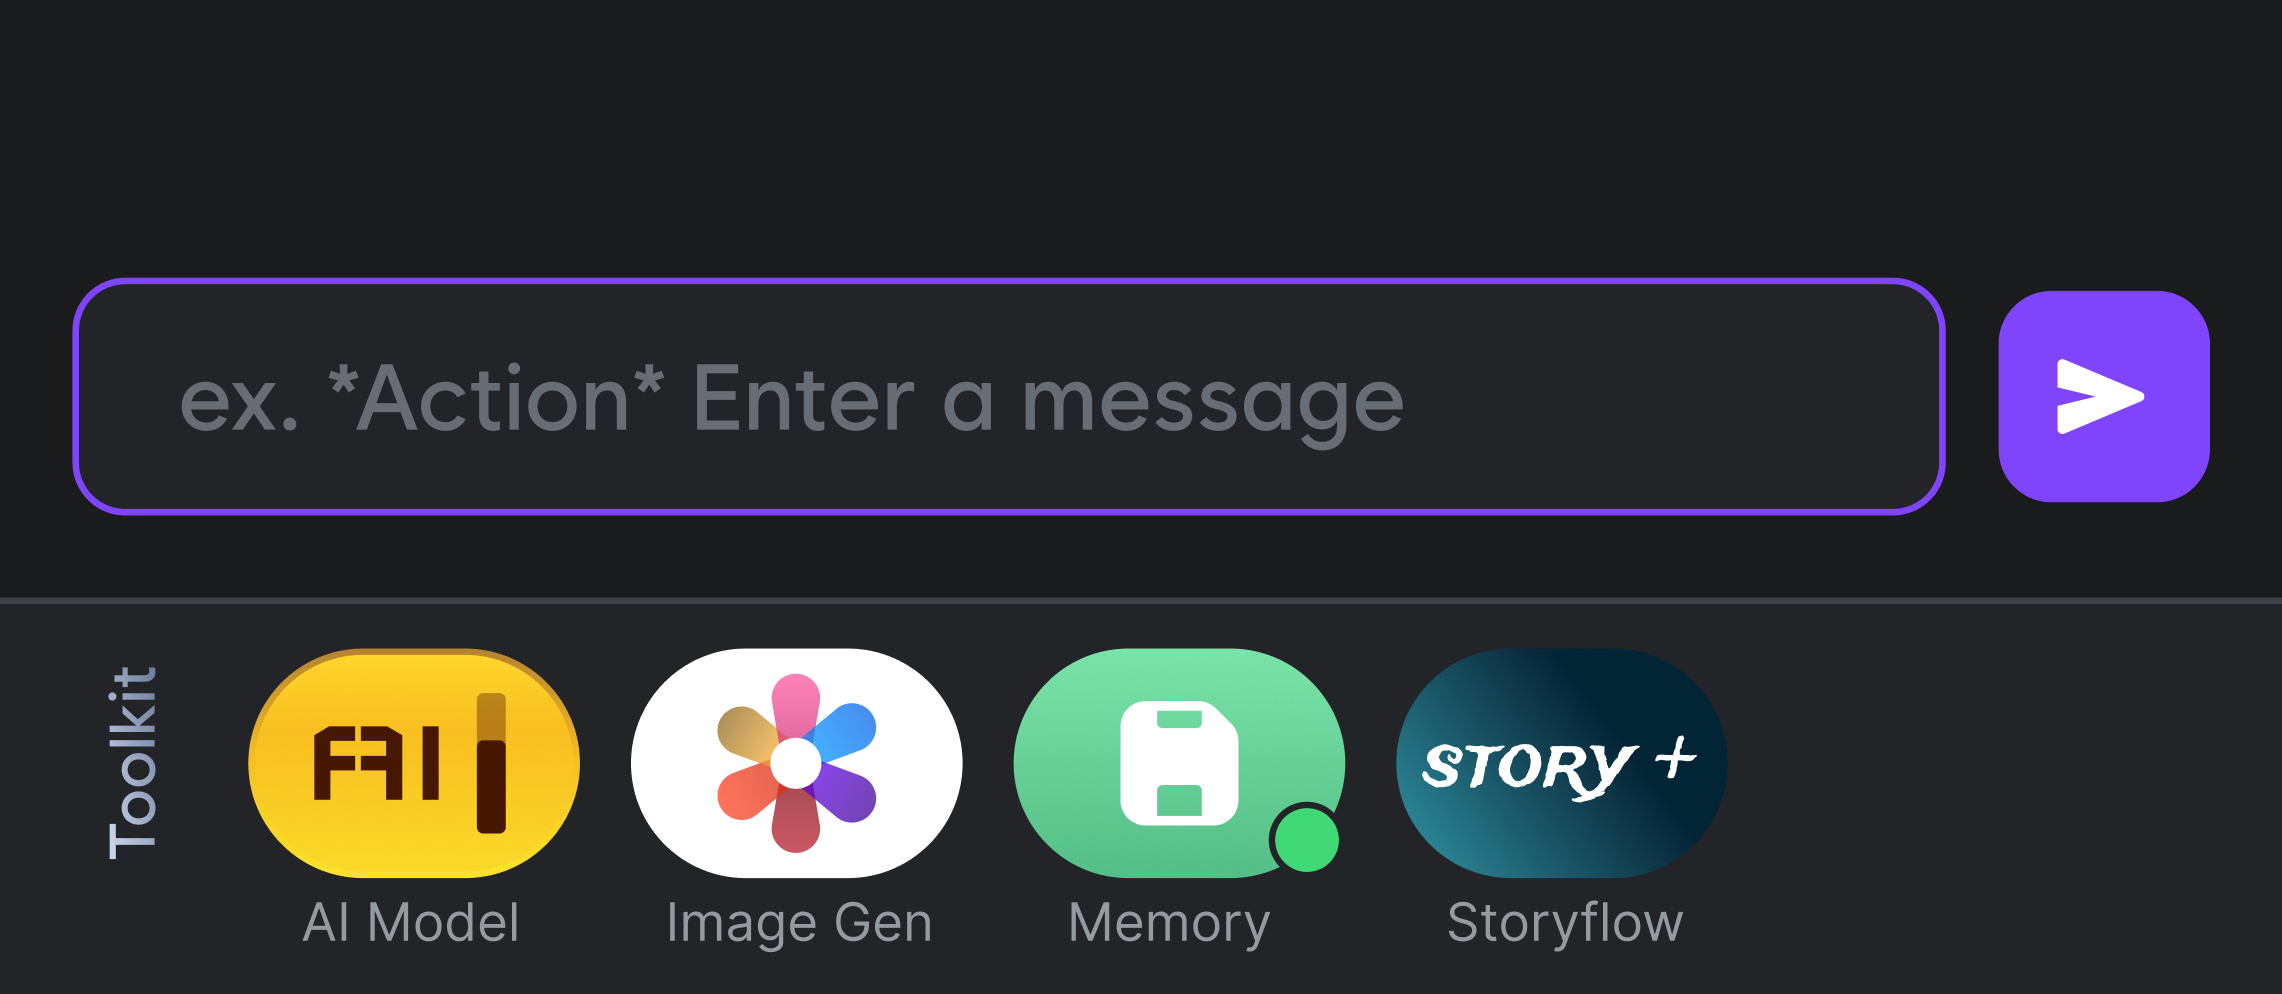 ex. *Action* Enter a message
Toolkit
FAI
STORY +
AI Model
Image Gen
Memory
Storyflow